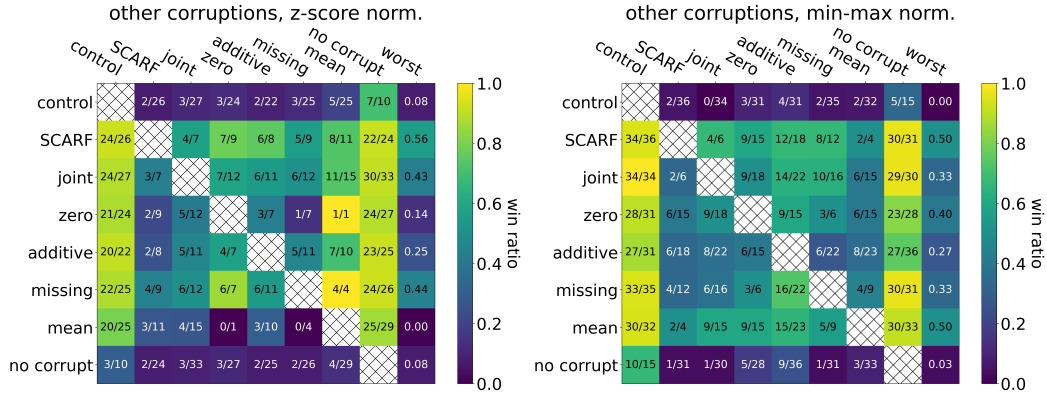 other corruptions, z-score norm.
control SCARF joint zero additive missing mean no corrupt worst
control 2/26 3/27 3/24 2/22 3/25 5/25 7/10 0.08
SCARF 24/26 4/7 7/9 6/8 5/9 8/11 22/24 0.56
joint 24/27 3/7 7/12 6/11 6/12 11/15 30/33 0.43
zero 21/24 2/9 5/12 3/7 1/7 1/1 24/27 0.14
additive 20/22 2/8 5/11 4/7 5/11 7/10 23/25 0.25
missing 22/25 4/9 6/12 6/7 6/11 4/4 24/26 0.44
mean 20/25 3/11 4/15 0/1 3/10 0/4 25/29 0.00
no corrupt 3/10 2/24 3/33 3/27 2/25 2/26 4/29 0.08
1.0
0.8
0.6
0.4
0.2
0.0
win ratio
other corruptions, min-max norm.
control SCARF joint zero additive missing mean no corrupt worst
control 2/36 0/34 3/31 4/31 2/35 2/32 5/15 0.00
SCARF 34/36 4/6 9/15 12/18 8/12 2/4 30/31 0.50
joint 34/34 2/6 9/18 14/22 10/16 6/15 29/30 0.33
zero 28/31 6/15 9/18 9/15 3/6 6/15 23/28 0.40
additive 27/31 6/18 8/22 6/15 6/22 8/23 27/36 0.27
missing 33/35 4/12 6/16 3/6 16/22 4/9 30/31 0.33
mean 30/32 2/4 9/15 9/15 15/23 5/9 30/33 0.50
no corrupt 10/15 1/31 1/30 5/28 9/36 1/31 3/33 0.03
1.0
0.8
0.6
0.4
0.2
0.0
win ratio